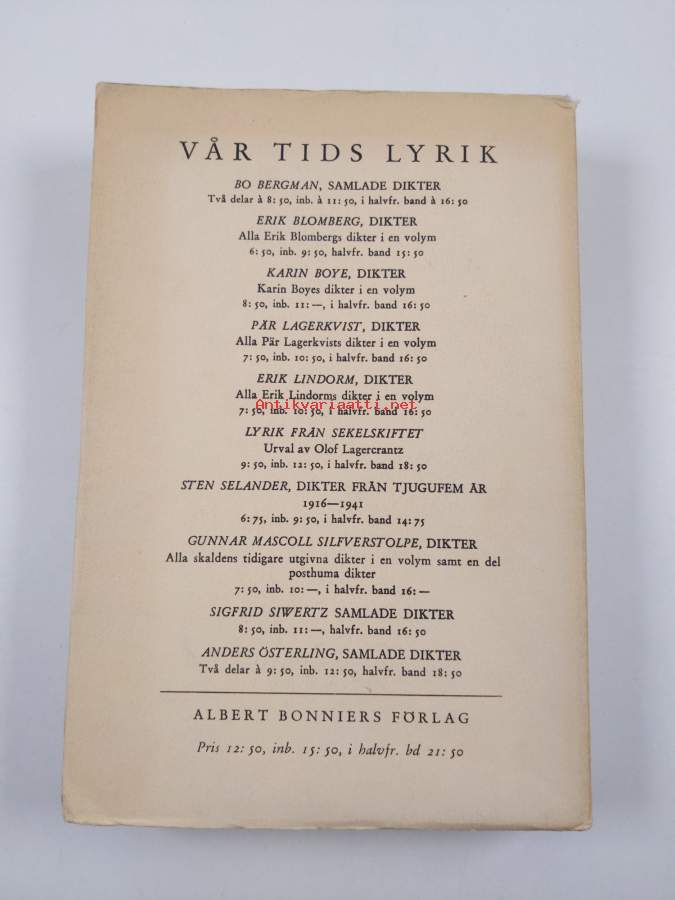 VÅR TIDS LYRIK
BO BERGMAN, SAMLADE DIKTER
Två delar à 8: 50, inb. à 11: 50, i halvfr. band à 16: 50
ERIK BLOMBERG, DIKTER
Alla Erik Blombergs dikter i en volym
6: 50, inb. 9: 50, halvfr. band 15: 50
KARIN BOYE, DIKTER
Karin Boyes dikter i en volym
8: 50, inb. 11: —, i halvfr. band 16: 50
PÄR LAGERKVIST, DIKTER
Alla Pär Lagerkvists dikter i en volym
7: 50, inb. 10: 50, i halvfr. band 16: 50
ERIK LINDORM, DIKTER
Alla Erik Lindorms dikter i en volym
Antikvariaatti.net
7: 50, inb. 10: 50, i halvfr. band 16: 50
LYRIK FRÅN SEKELSKIFTET
Urval av Olof Lagercrantz
9: 50, inb. 12: 50, i halvfr. band 18: 50
STEN SELANDER, DIKTER FRÅN TJUGUFEM ÅR
1916—1941
6: 75, inb. 9: 50, i halvfr. band 14: 75
GUNNAR MASCOLL SILFVERSTOLPE, DIKTER
Alla skaldens tidigare utgivna dikter i en volym samt en del
posthuma dikter
7: 50, inb. 10: —, i halvfr. band 16: —
SIGFRID SIWERTZ SAMLADE DIKTER
8: 50, inb. 11: —, halvfr. band 16: 50
ANDERS ÖSTERLING, SAMLADE DIKTER
Två delar à 9: 50, inb. 12: 50, halvfr. band 18: 50
ALBERT BONNIERS FÖRLAG
Pris 12: 50, inb. 15: 50, i halvfr. bd 21: 50